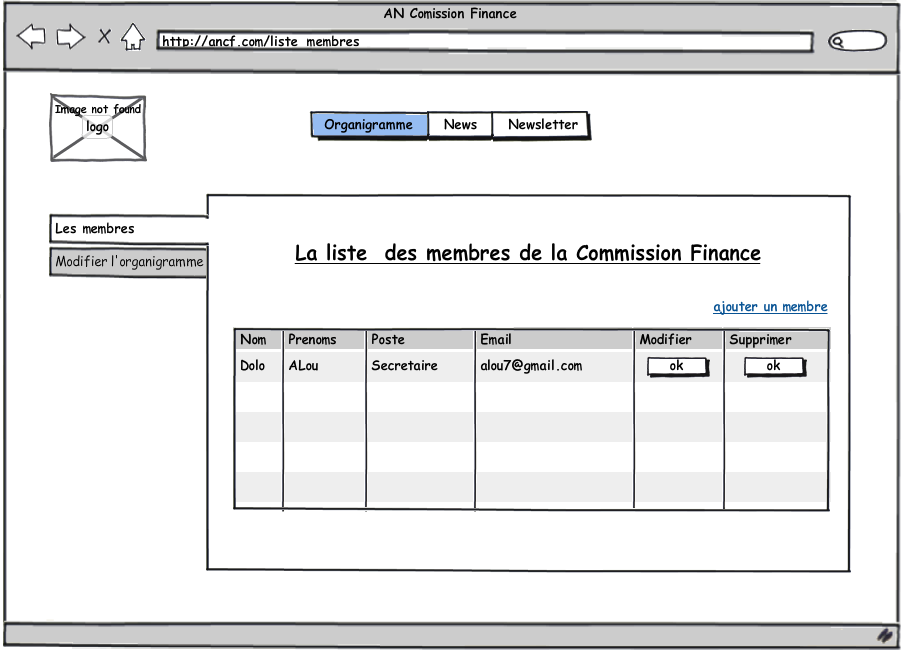 AN Comission Finance
http://ancf.com/liste_membres
Image not found
logo
Organigramme News Newsletter
Les membres
Modifier l'organigramme
La liste des membres de la Commission Finance
ajouter un membre
Nom Prenoms Poste Email Modifier Supprimer
Dolo ALou Secretaire alou7@gmail.com ok ok